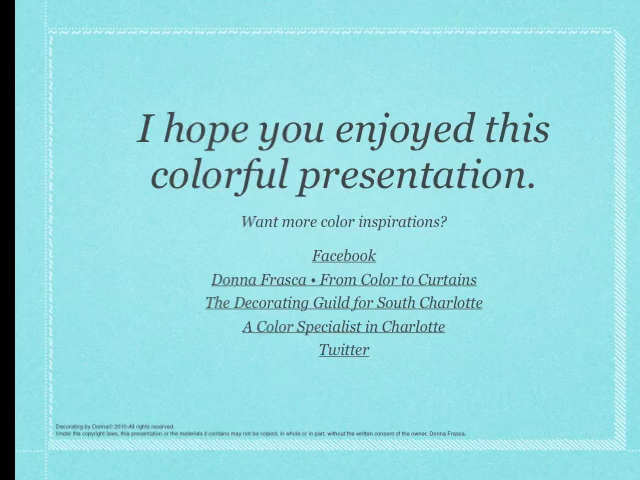 I hope you enjoyed this
colorful presentation.
Want more color inspirations?
Facebook
Donna Frasca • From Color to Curtains
The Decorating Guild for South Charlotte
A Color Specialist in Charlotte
Twitter
Decorating by Donna© 2010 All rights reserved.
Under the copyright laws, this presentation or the materials it contains may not be copied, in whole or in part, without the written consent of the owner, Donna Frasca.